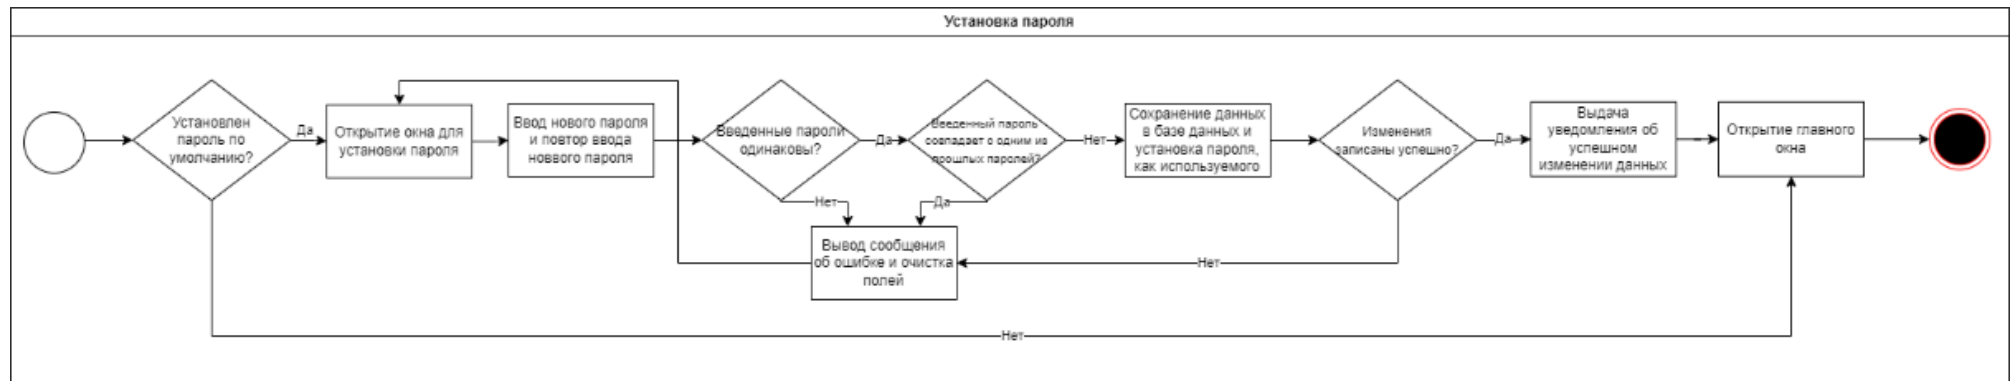 Установка пароля
Установлен
пароль по
умолчанию?
Да
Открытие окна для
установки пароля
Ввод нового пароля
и повтор ввода
новвого пароля
Введенные пароли
одинаковы?
Да
Введенный пароль
совпадает с одним из
прошлых паролей?
Нет
Сохранение данных
в базе данных и
установка пароля,
как используемого
Изменения
записаны успешно?
Да
Выдача
уведомления об
успешном
изменении данных
Открытие главного
окна
Нет
Да
Вывод сообщения
об ошибке и очистка
полей
Нет
Нет